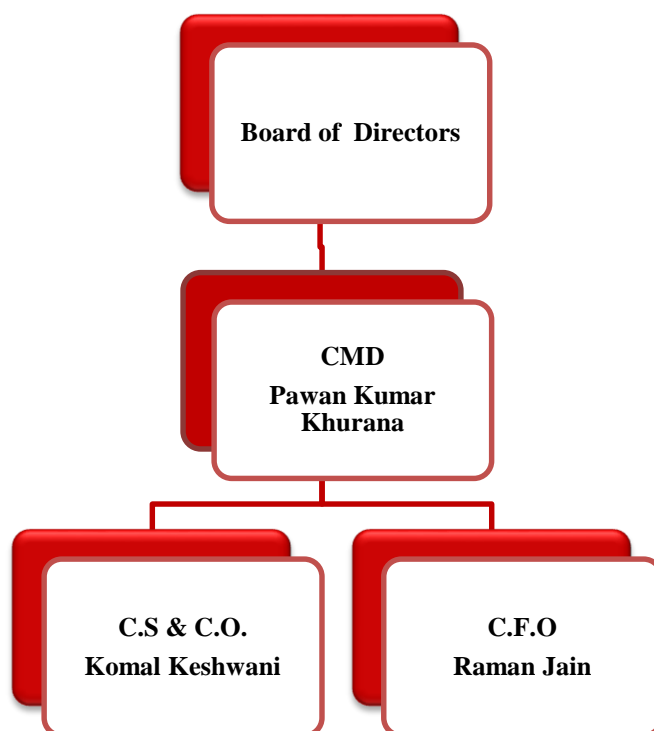 Board of Directors
CMD
Pawan Kumar
Khurana
C.S & C.O.
Komal Keshwani
C.F.O
Raman Jain